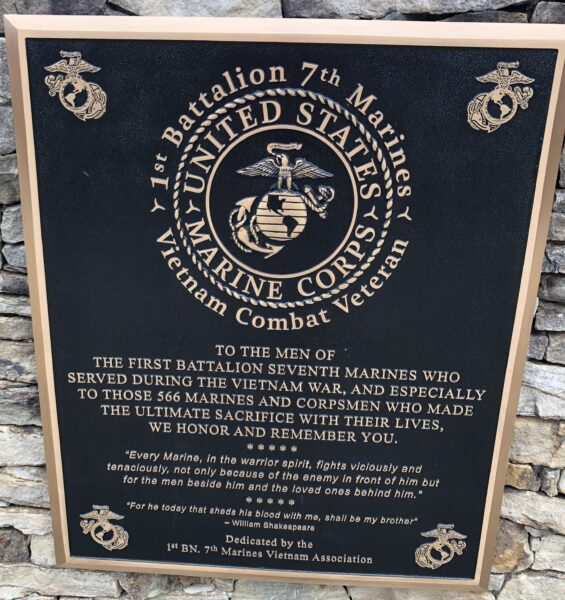 1st Battalion 7th Marines
UNITED STATES
MARINE CORPS
Vietnam Combat Veteran
TO THE MEN OF
THE FIRST BATTALION SEVENTH MARINES WHO
SERVED DURING THE VIETNAM WAR, AND ESPECIALLY
TO THOSE 566 MARINES AND CORPSMEN WHO MADE
THE ULTIMATE SACRIFICE WITH THEIR LIVES,
WE HONOR AND REMEMBER YOU.
*****
"Every Marine, in the warrior spirit, fights viciously and
tenaciously, not only because of the enemy in front of him but
for the men beside him and the loved ones behind him."
*****
"For he today that sheds his blood with me, shall be my brother"
– William Shakespeare
Dedicated by the
1st BN, 7th Marines Vietnam Association